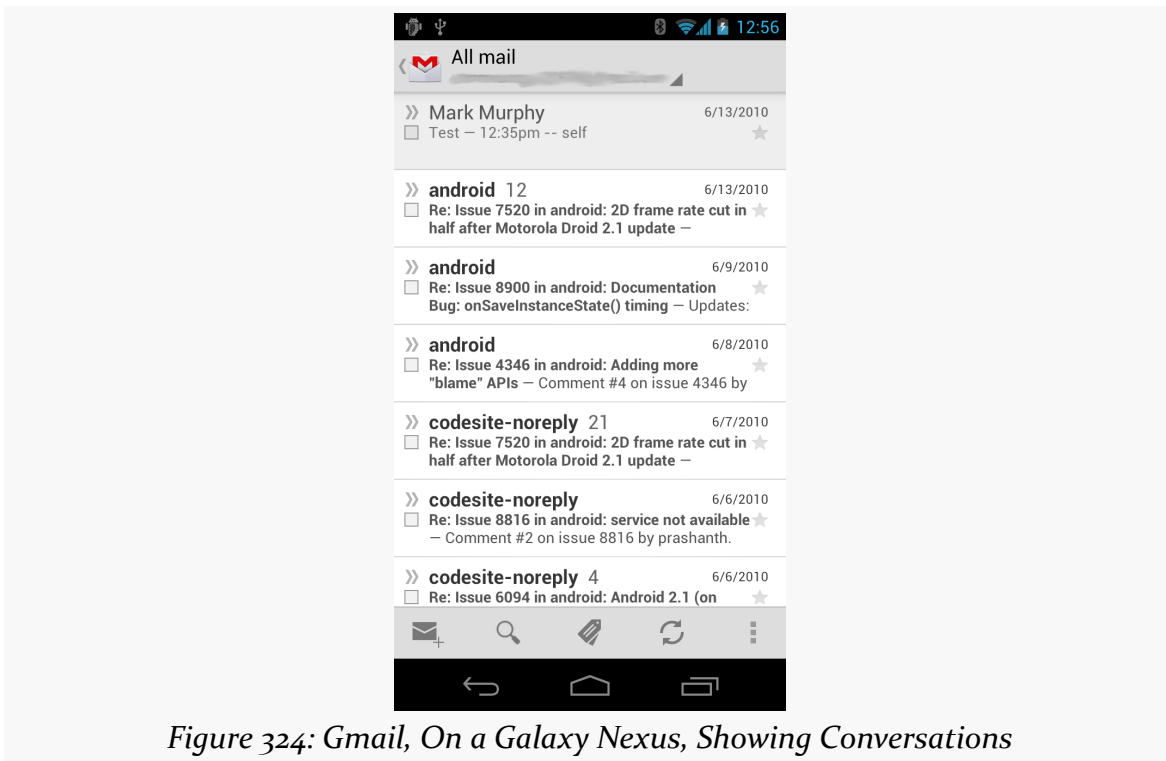 12:56
All mail
Mark Murphy 6/13/2010
Test — 12:35pm -- self
android 12 6/13/2010
Re: Issue 7520 in android: 2D frame rate cut in
half after Motorola Droid 2.1 update —
android 6/9/2010
Re: Issue 8900 in android: Documentation
Bug: onSaveInstanceState() timing — Updates:
android 6/8/2010
Re: Issue 4346 in android: Adding more
"blame" APIs — Comment #4 on issue 4346 by
codesite-noreply 21 6/7/2010
Re: Issue 7520 in android: 2D frame rate cut in
half after Motorola Droid 2.1 update —
codesite-noreply 6/6/2010
Re: Issue 8816 in android: service not available
— Comment #2 on issue 8816 by prashanth.
codesite-noreply 4 6/6/2010
Re: Issue 6094 in android: Android 2.1 (on
Figure 324: Gmail, On a Galaxy Nexus, Showing Conversations